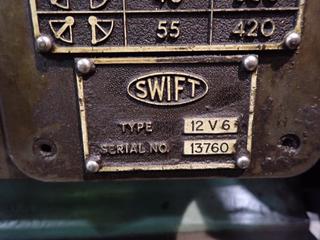 55 420
SWIFT
TYPE 12 V 6
SERIAL NO. 13760